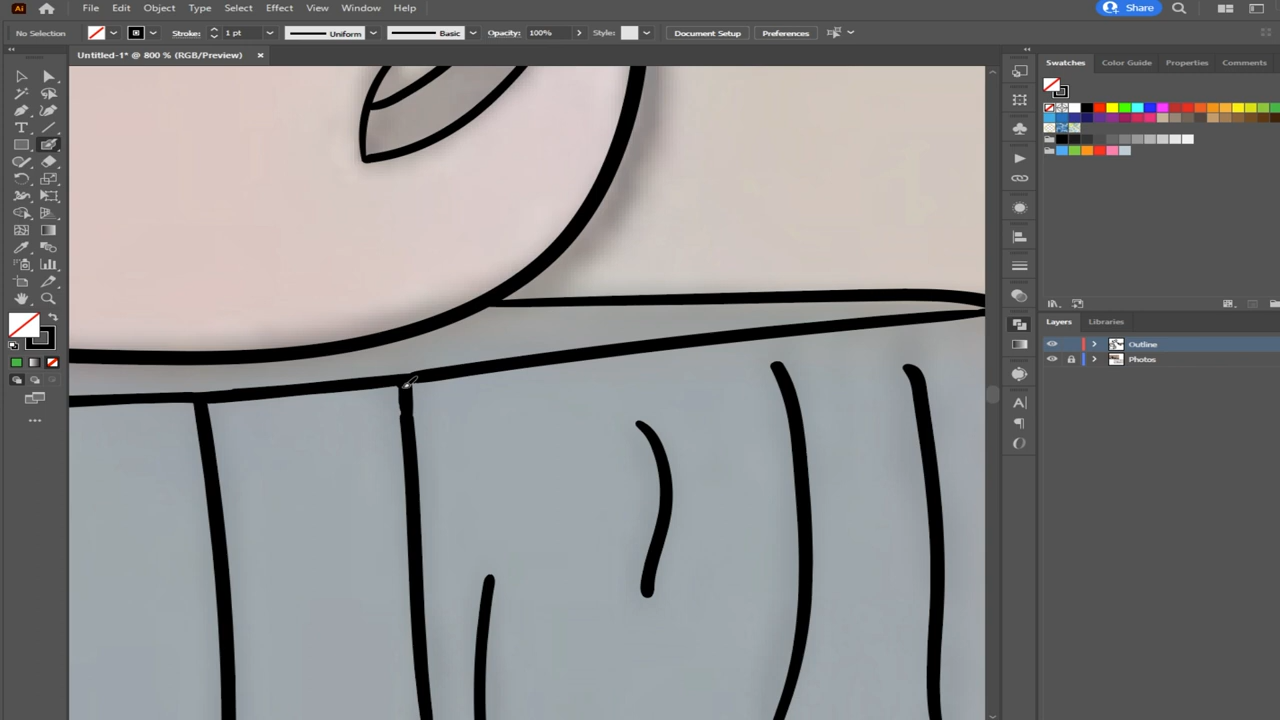 Ai File Edit Object Type Select Effect View Window Help Share
No Selection Stroke: 1 pt Uniform Basic Opacity: 100% Style: Document Setup Preferences
Untitled-1* @ 800 % (RGB/Preview) × Swatches Color Guide Properties Comments
Layers Libraries
Outline
Photos